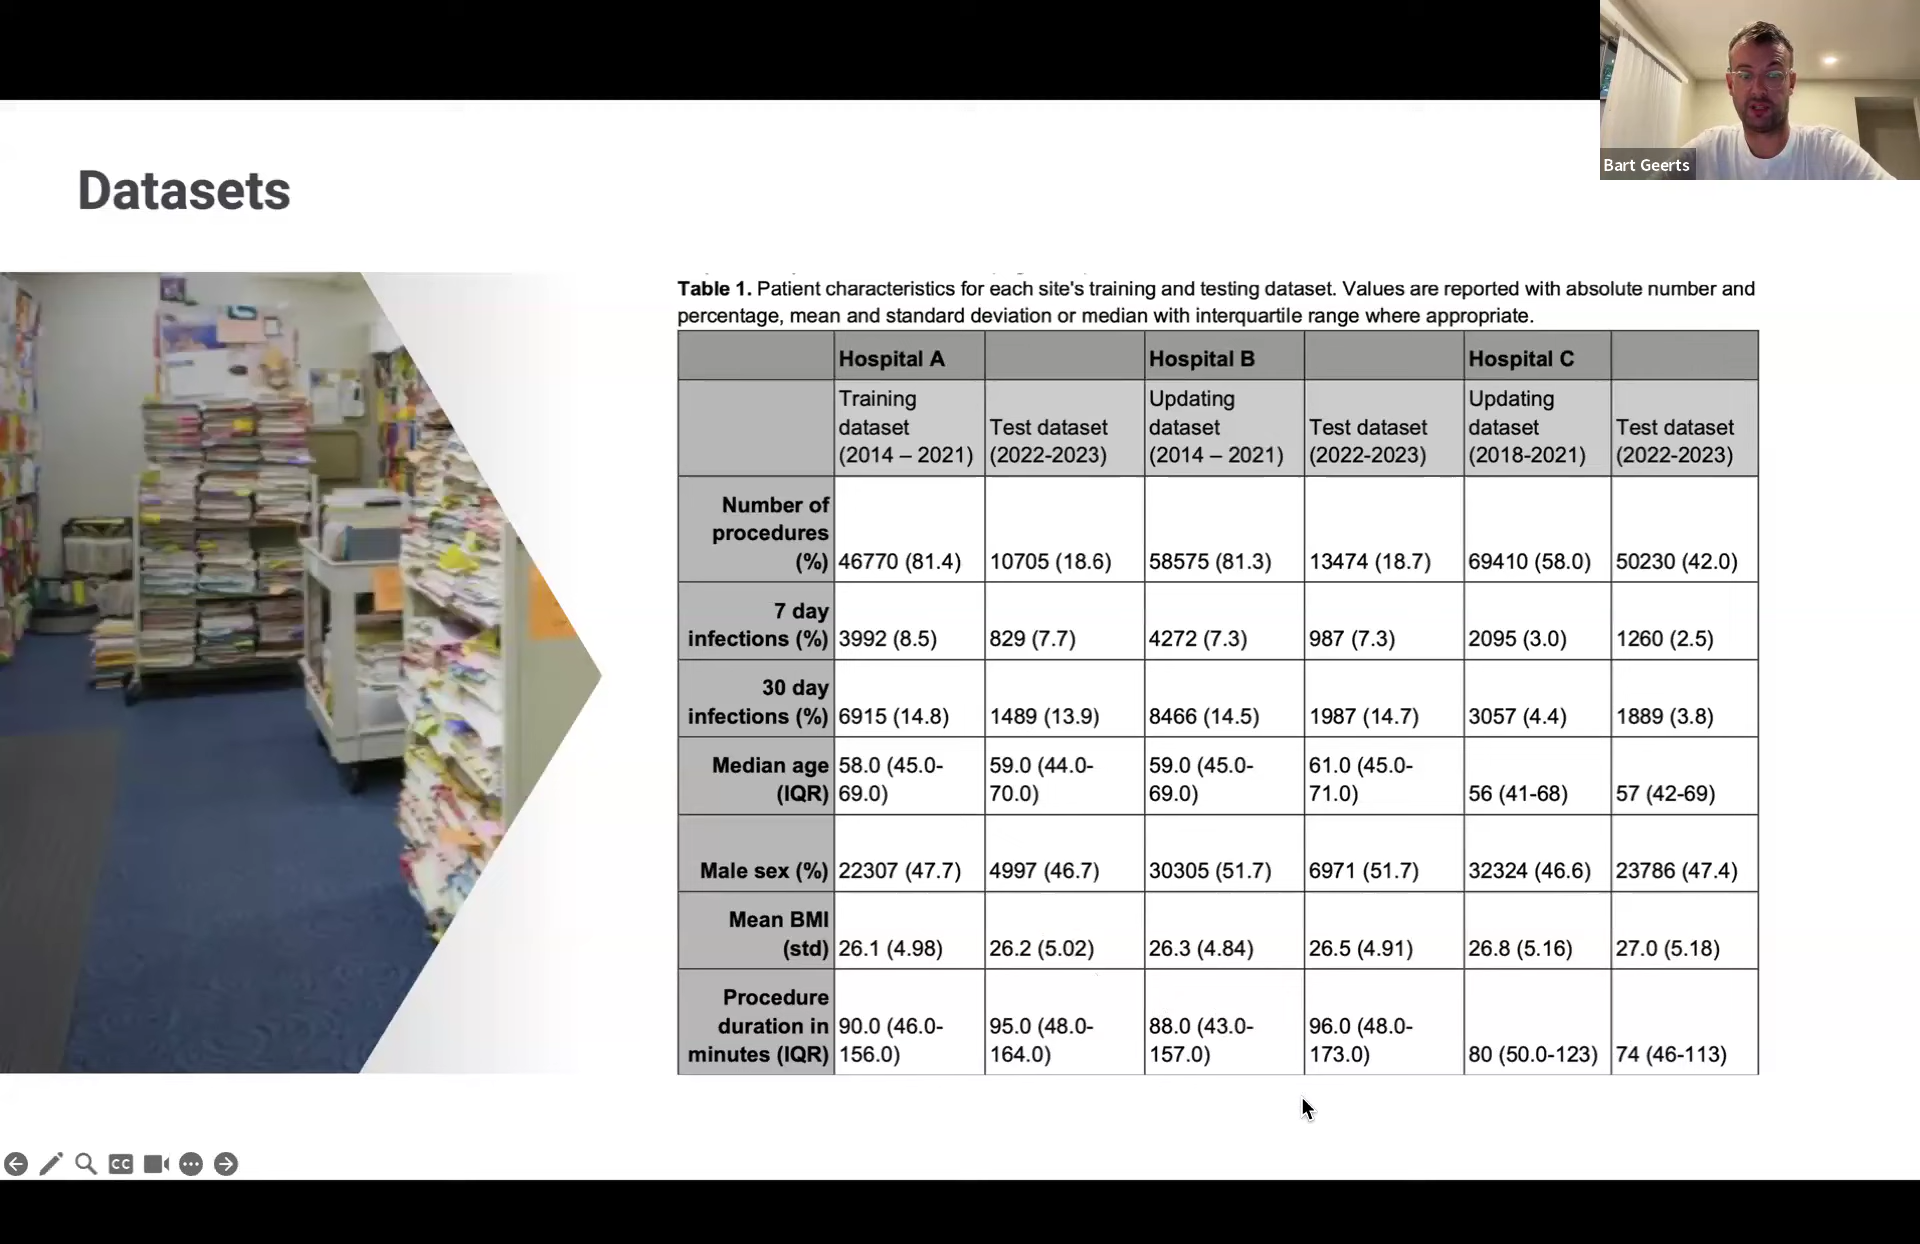 Bart Geerts
Datasets
Table 1. Patient characteristics for each site's training and testing dataset. Values are reported with absolute number and
percentage, mean and standard deviation or median with interquartile range where appropriate.
Hospital A Hospital B Hospital C
Training dataset (2014 – 2021) Test dataset (2022-2023) Updating dataset (2014 – 2021) Test dataset (2022-2023) Updating dataset (2018-2021) Test dataset (2022-2023)
Number of procedures (%) 46770 (81.4) 10705 (18.6) 58575 (81.3) 13474 (18.7) 69410 (58.0) 50230 (42.0)
7 day infections (%) 3992 (8.5) 829 (7.7) 4272 (7.3) 987 (7.3) 2095 (3.0) 1260 (2.5)
30 day infections (%) 6915 (14.8) 1489 (13.9) 8466 (14.5) 1987 (14.7) 3057 (4.4) 1889 (3.8)
Median age (IQR) 58.0 (45.0-69.0) 59.0 (44.0-70.0) 59.0 (45.0-69.0) 61.0 (45.0-71.0) 56 (41-68) 57 (42-69)
Male sex (%) 22307 (47.7) 4997 (46.7) 30305 (51.7) 6971 (51.7) 32324 (46.6) 23786 (47.4)
Mean BMI (std) 26.1 (4.98) 26.2 (5.02) 26.3 (4.84) 26.5 (4.91) 26.8 (5.16) 27.0 (5.18)
Procedure duration in minutes (IQR) 90.0 (46.0-156.0) 95.0 (48.0-164.0) 88.0 (43.0-157.0) 96.0 (48.0-173.0) 80 (50.0-123) 74 (46-113)
CC